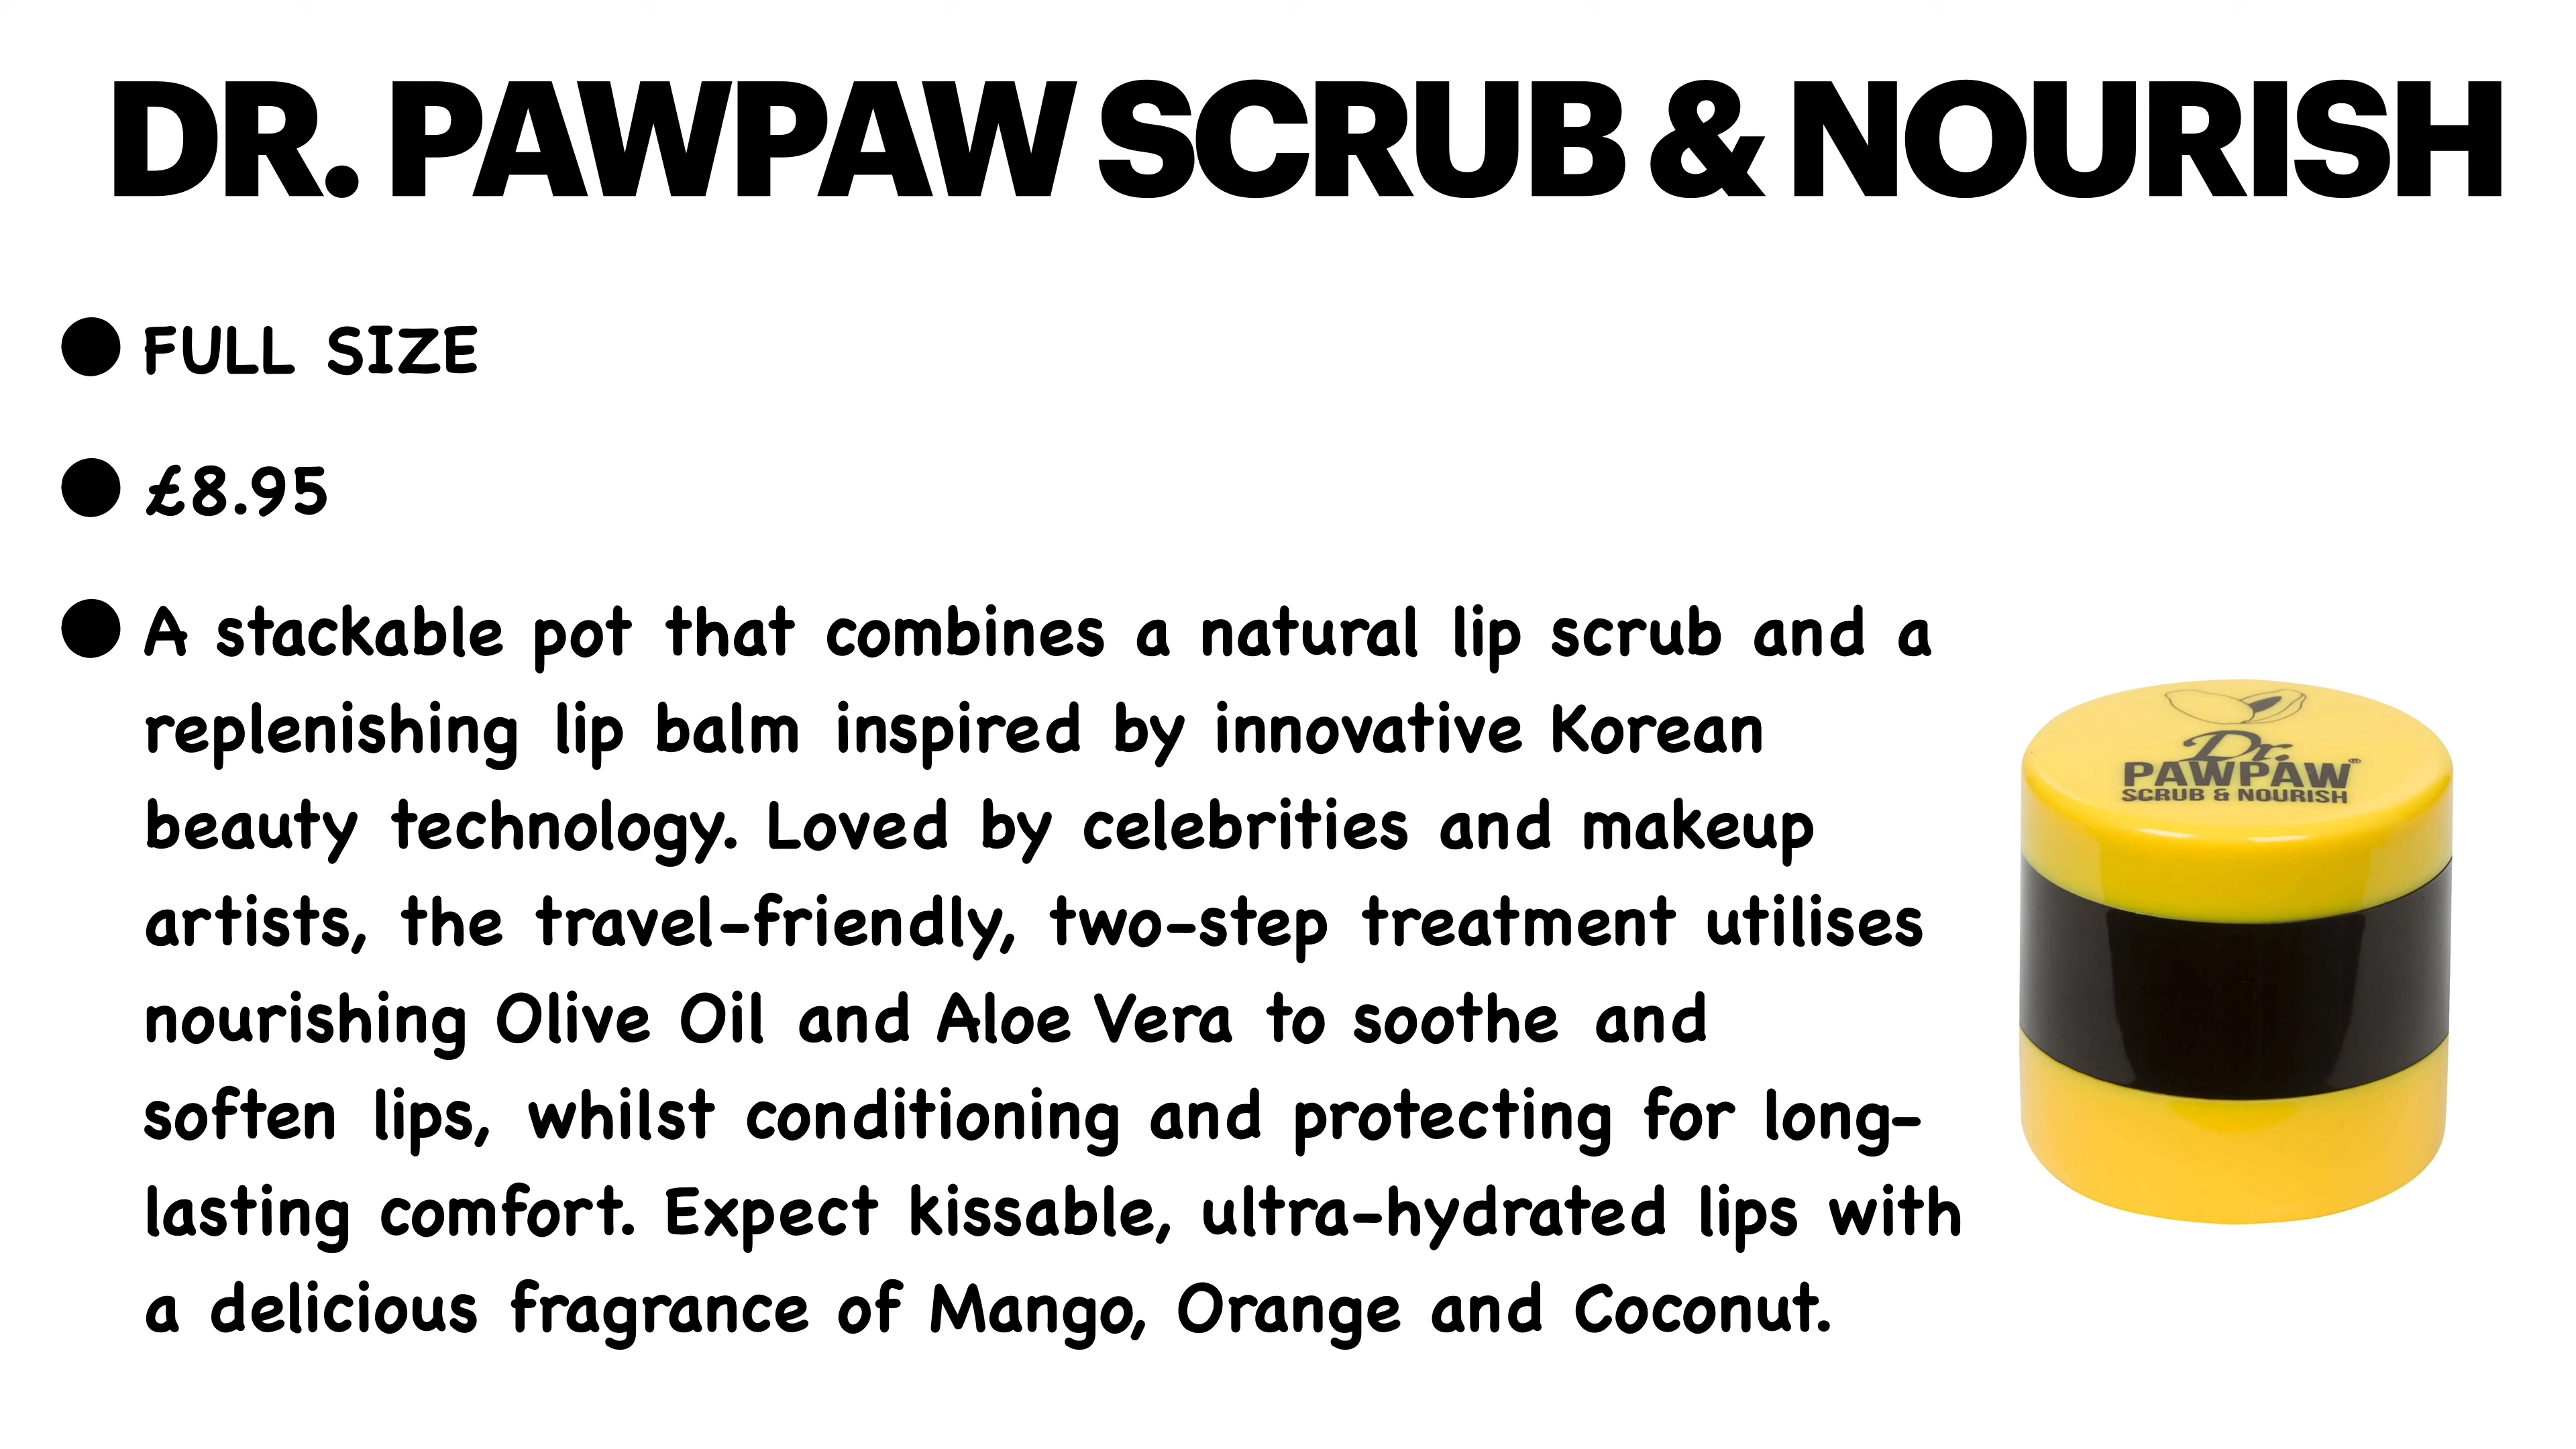 DR. PAWPAW SCRUB & NOURISH
● FULL SIZE
● £8.95
● A stackable pot that combines a natural lip scrub and a
replenishing lip balm inspired by innovative Korean
beauty technology. Loved by celebrities and makeup
artists, the travel-friendly, two-step treatment utilises
nourishing Olive Oil and Aloe Vera to soothe and
soften lips, whilst conditioning and protecting for long-
lasting comfort. Expect kissable, ultra-hydrated lips with
a delicious fragrance of Mango, Orange and Coconut.
Dr.
PAWPAW®
SCRUB & NOURISH